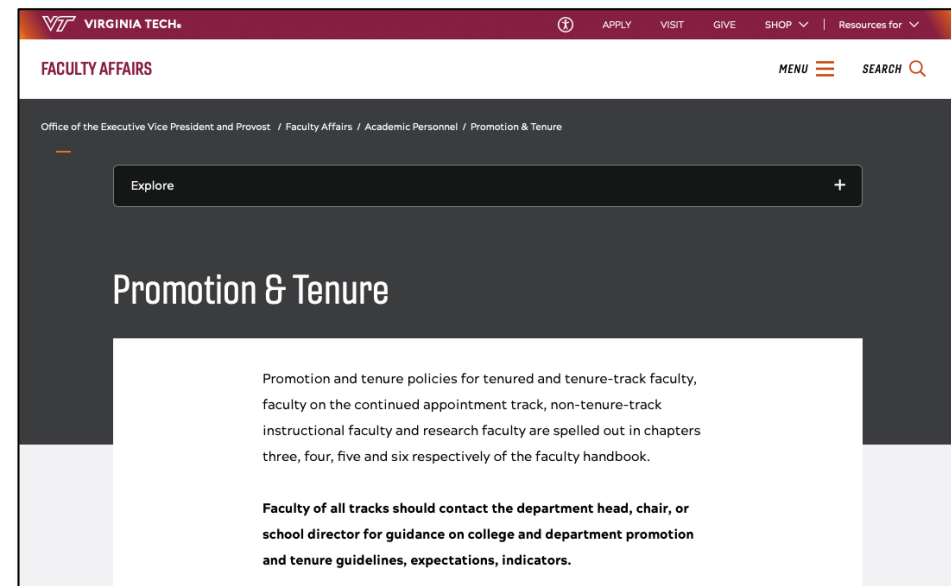 VT VIRGINIA TECH.
APPLY VISIT GIVE SHOP | Resources for
FACULTY AFFAIRS
MENU SEARCH
Office of the Executive Vice President and Provost / Faculty Affairs / Academic Personnel / Promotion & Tenure
Explore +
Promotion & Tenure
Promotion and tenure policies for tenured and tenure-track faculty,
faculty on the continued appointment track, non-tenure-track
instructional faculty and research faculty are spelled out in chapters
three, four, five and six respectively of the faculty handbook.
Faculty of all tracks should contact the department head, chair, or
school director for guidance on college and department promotion
and tenure guidelines, expectations, indicators.